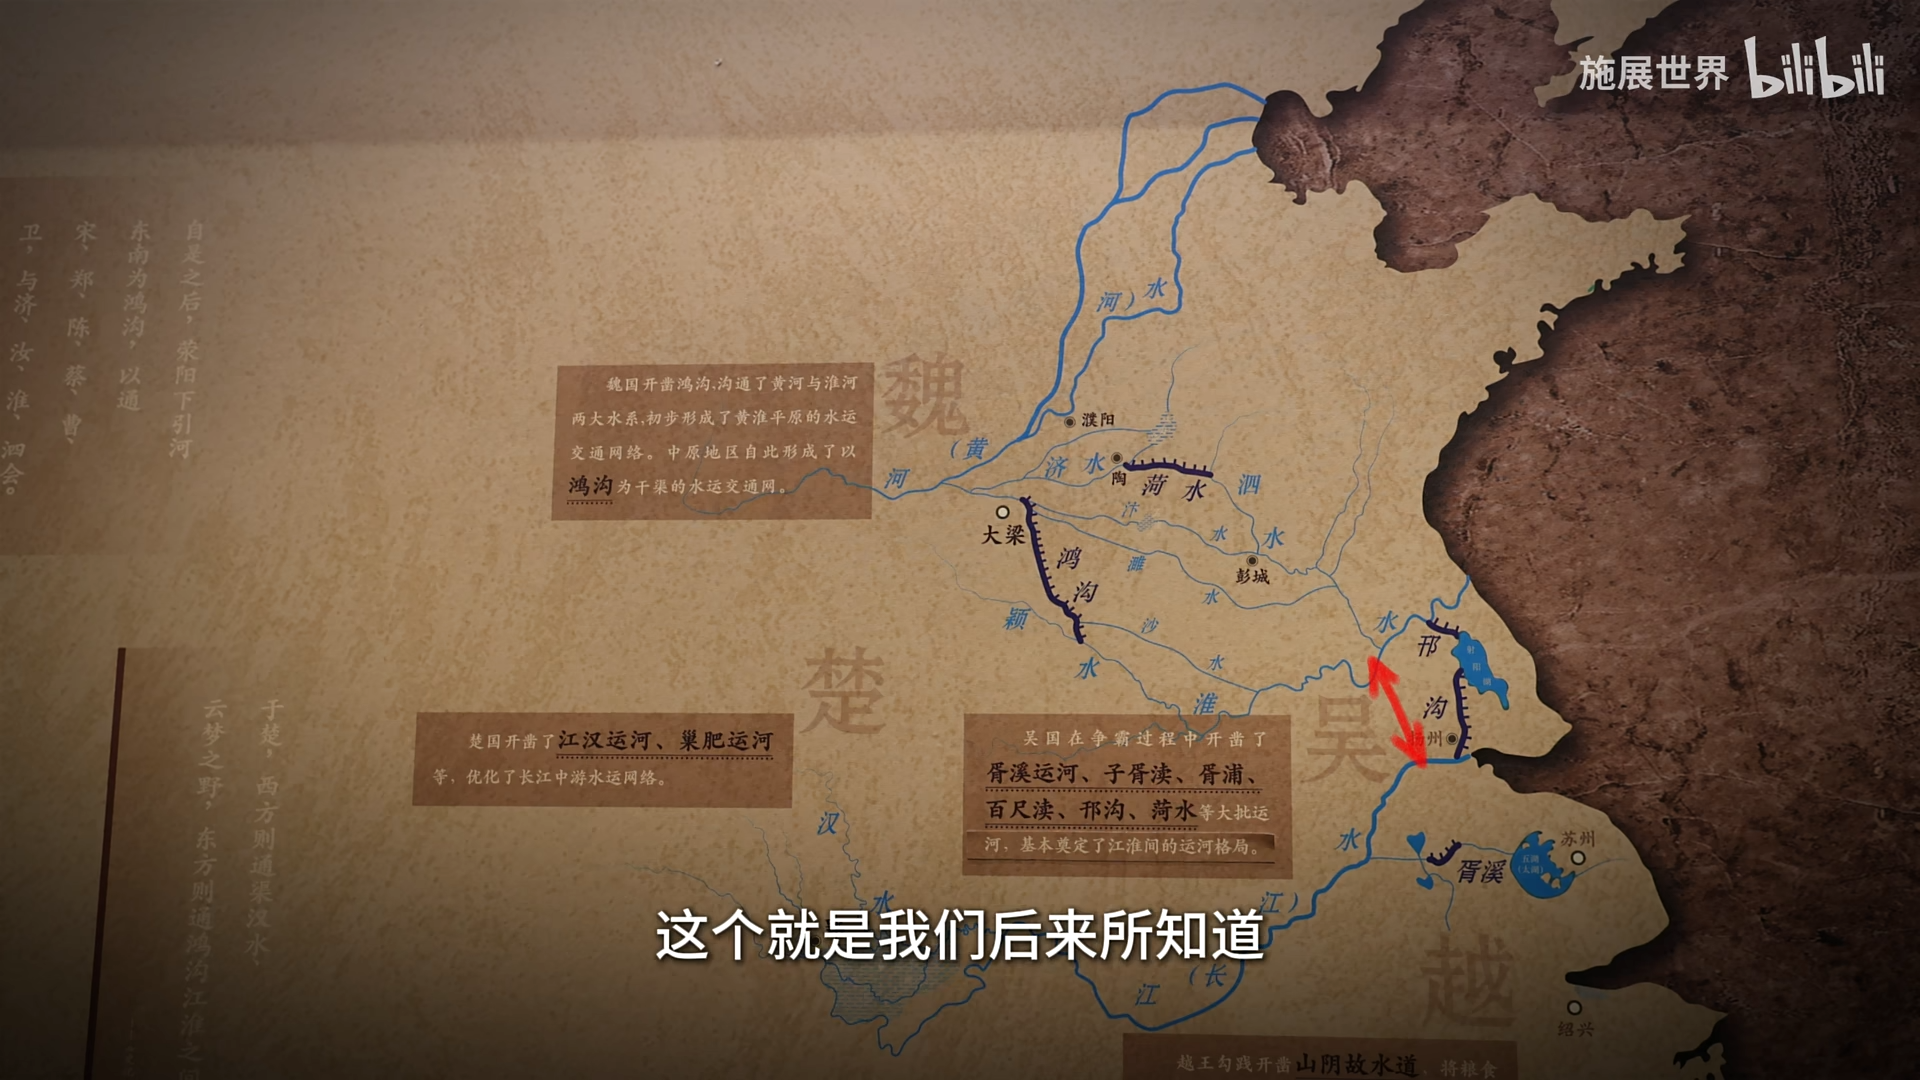 施展世界 bilibili
自是之后，荥阳下引河
东南为鸿沟，以通
宋、郑、陈、蔡、曹、
卫，与济、汝、淮、泗会。
于楚，西方则通渠汉水、
云梦之野，东方则通鸿沟江淮之间
魏
魏国开凿鸿沟，沟通了黄河与淮河
两大水系，初步形成了黄淮平原的水运
交通网络。中原地区自此形成了以
鸿沟为干渠的水运交通网。
河）水
濮阳
河（黄
济水
陶
菏水
泗水
大梁
汴水
鸿沟
濉水
彭城
颍水
沙水
淮水
邗沟
射阳湖
扬州
楚
楚国开凿了江汉运河、巢肥运河
等，优化了长江中游水运网络。
吴
吴国在争霸过程中开凿了
胥溪运河、子胥渎、胥浦、
百尺渎、邗沟、菏水等大批运
河，基本奠定了江淮间的运河格局。
汉水
江（长
江）水
胥溪
五湖
（太湖）
苏州
越
绍兴
越王勾践开凿山阴故水道，将粮食
这个就是我们后来所知道